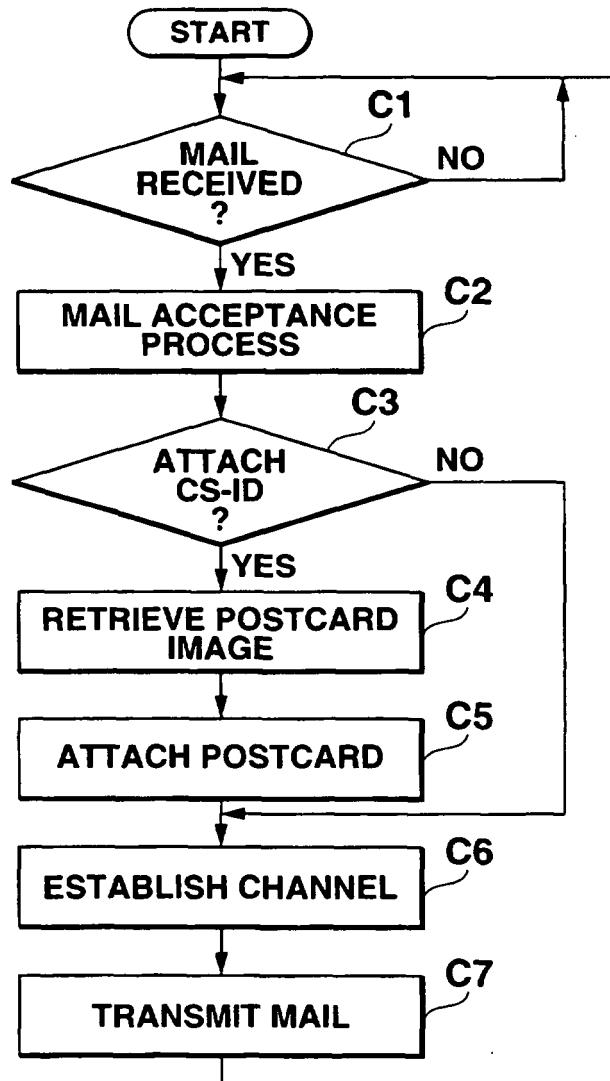 START
C1
MAIL
RECEIVED
?
NO
YES
C2
MAIL ACCEPTANCE
PROCESS
C3
ATTACH
CS-ID
?
NO
YES
C4
RETRIEVE POSTCARD
IMAGE
C5
ATTACH POSTCARD
C6
ESTABLISH CHANNEL
C7
TRANSMIT MAIL